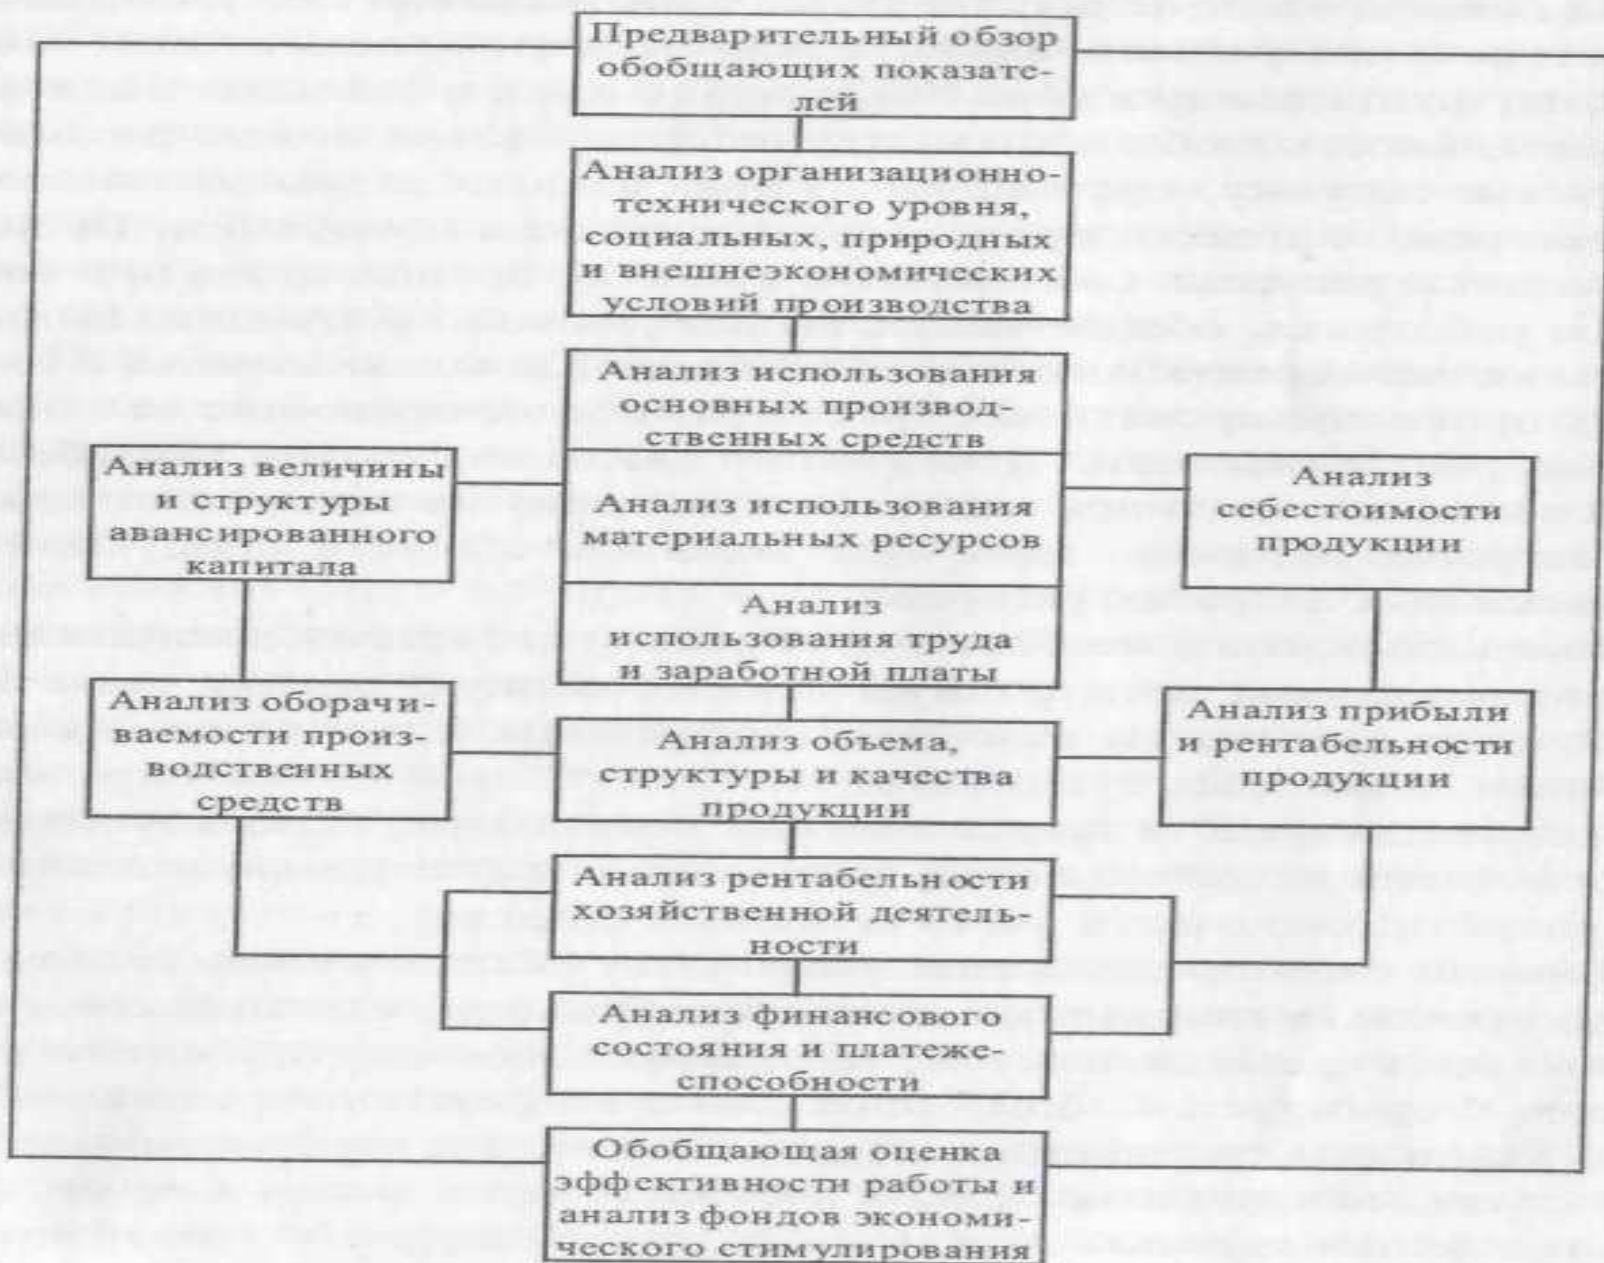 Предварительный обзор
обобщающих показате-
лей
Анализ организационно-
технического уровня,
социальных, природных
и внешнеэкономических
условий производства
Анализ использования
основных производ-
ственных средств
Анализ величины
и структуры
авансированного
капитала
Анализ использования
материальных ресурсов
Анализ
себестоимости
продукции
Анализ
использования труда
и заработной платы
Анализ оборачи-
ваемости произ-
водственных
средств
Анализ объема,
структуры и качества
продукции
Анализ прибыли
и рентабельности
продукции
Анализ рентабельности
хозяйственной деятель-
ности
Анализ финансового
состояния и платеже-
способности
Обобщающая оценка
эффективности работы и
анализ фондов экономи-
ческого стимулирования